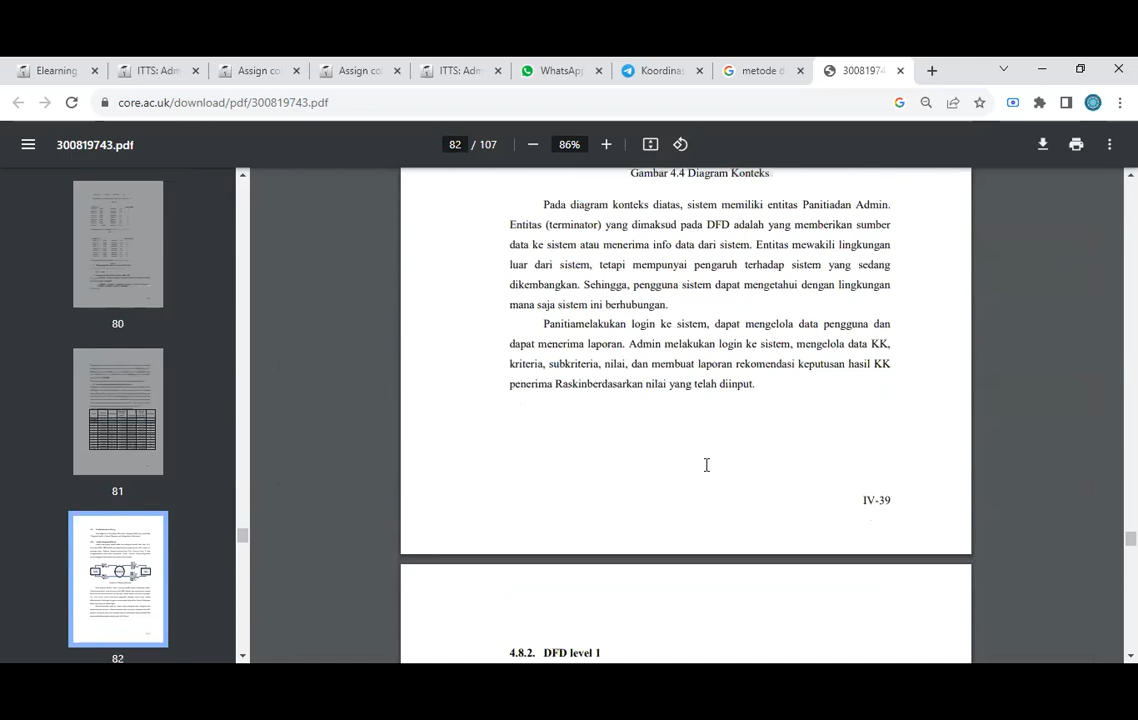 Elearning
ITTS: Adm
Assign co
Assign co
ITTS: Adm
WhatsApp
Koordina
metode d
3008197
core.ac.uk/download/pdf/300819743.pdf
300819743.pdf
82 / 107
86%
80
81
82
Gambar 4.4 Diagram Konteks
Pada diagram konteks diatas, sistem memiliki entitas Panitiadan Admin.
Entitas (terminator) yang dimaksud pada DFD adalah yang memberikan sumber
data ke sistem atau menerima info data dari sistem. Entitas mewakili lingkungan
luar dari sistem, tetapi mempunyai pengaruh terhadap sistem yang sedang
dikembangkan. Sehingga, pengguna sistem dapat mengetahui dengan lingkungan
mana saja sistem ini berhubungan.
Panitiamelakukan login ke sistem, dapat mengelola data pengguna dan
dapat menerima laporan. Admin melakukan login ke sistem, mengelola data KK,
kriteria, subkriteria, nilai, dan membuat laporan rekomendasi keputusan hasil KK
penerima Raskinberdasarkan nilai yang telah diinput.
IV-39
4.8.2. DFD level 1